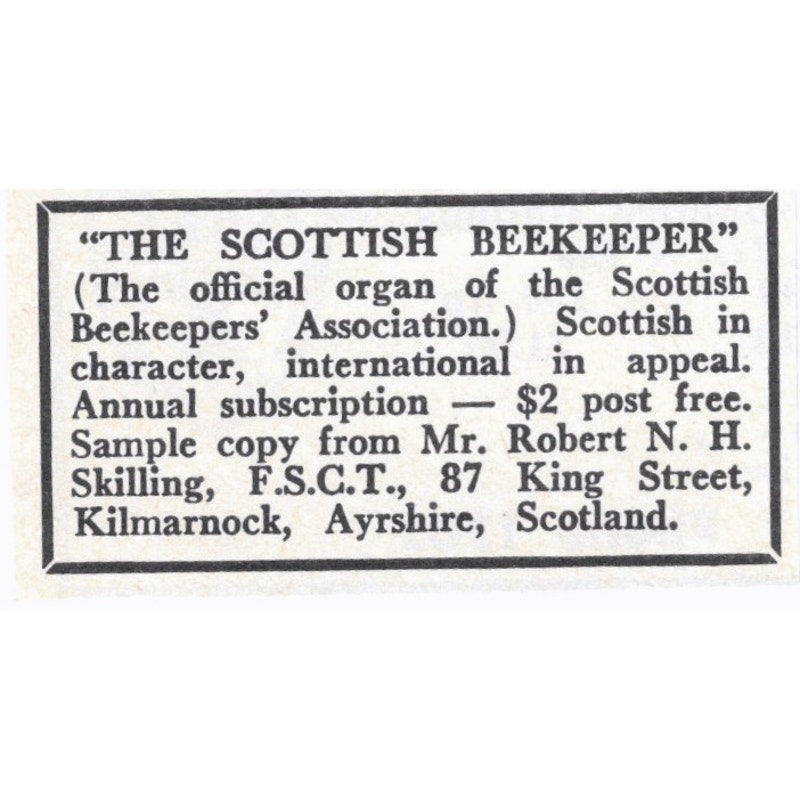 “THE SCOTTISH BEEKEEPER”
(The official organ of the Scottish
Beekeepers’ Association.) Scottish in
character, international in appeal.
Annual subscription — $2 post free.
Sample copy from Mr. Robert N. H.
Skilling, F.S.C.T., 87 King Street,
Kilmarnock, Ayrshire, Scotland.